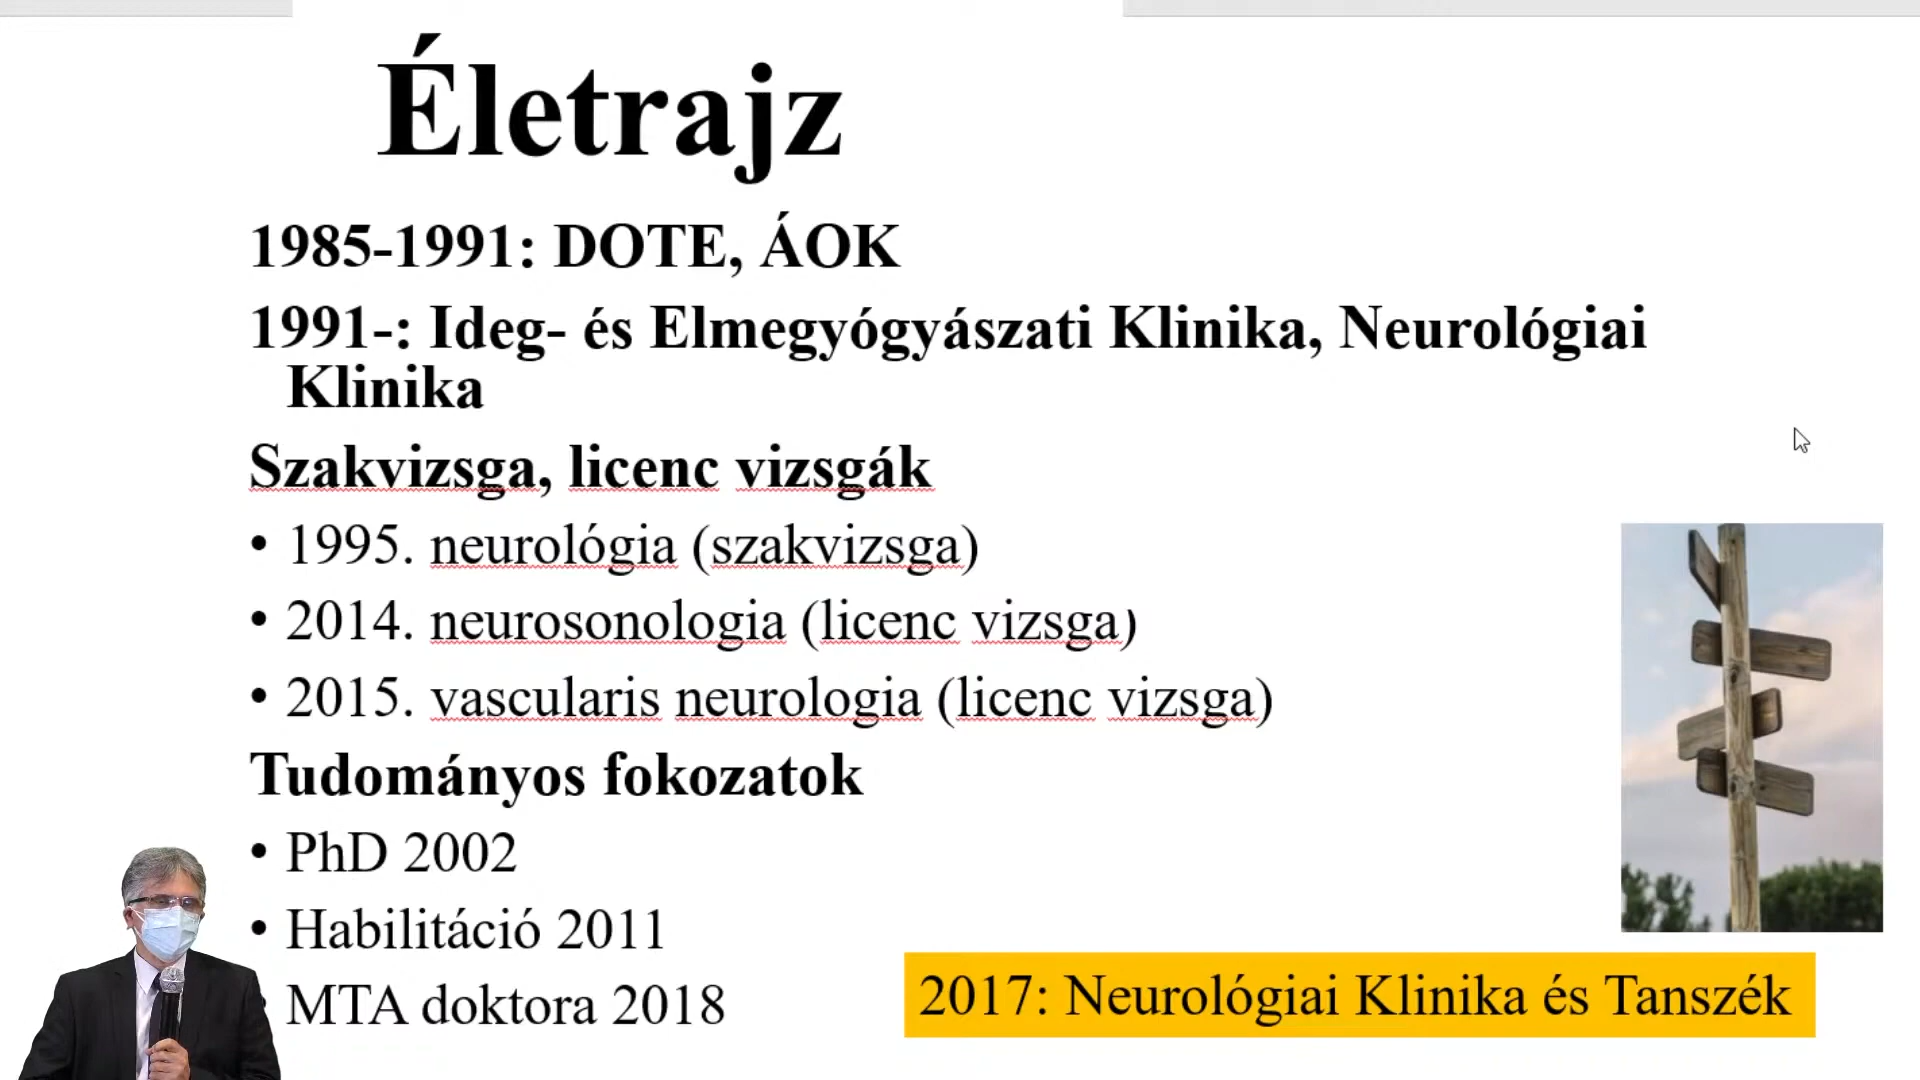 Életrajz
1985-1991: DOTE, ÁOK
1991-: Ideg- és Elmegyógyászati Klinika, Neurológiai
Klinika
Szakvizsga, licenc vizsgák
• 1995. neurológia (szakvizsga)
• 2014. neurosonologia (licenc vizsga)
• 2015. vascularis neurologia (licenc vizsga)
Tudományos fokozatok
• PhD 2002
• Habilitáció 2011
• MTA doktora 2018
2017: Neurológiai Klinika és Tanszék